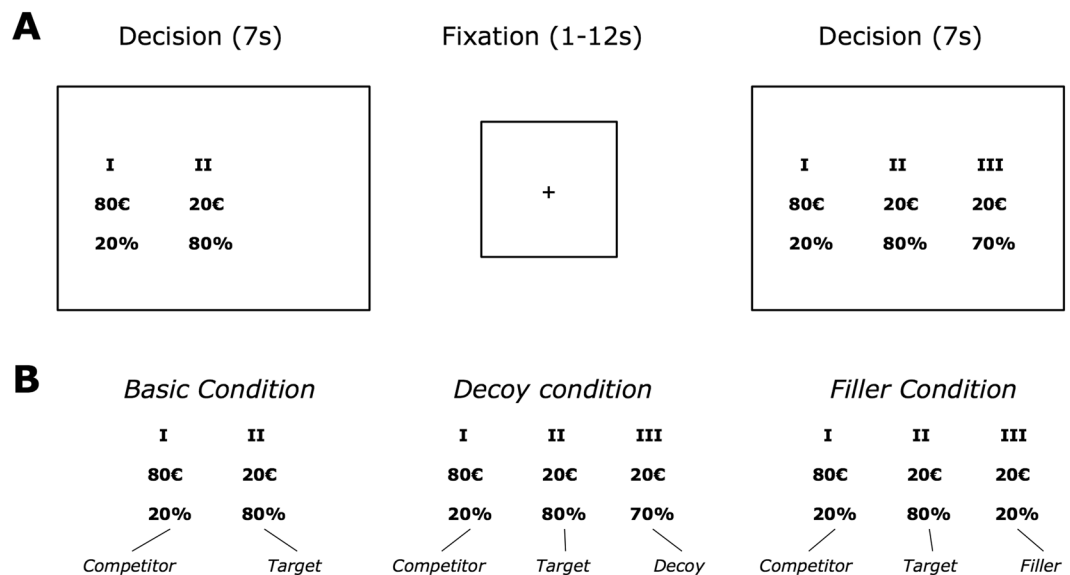 A
Decision (7s) Fixation (1-12s) Decision (7s)
I II
80€ 20€
20% 80%
+
I II III
80€ 20€ 20€
20% 80% 70%
B
Basic Condition Decoy condition Filler Condition
I II I II III I II III
80€ 20€ 80€ 20€ 20€ 80€ 20€ 20€
20% 80% 20% 80% 70% 20% 80% 20%
Competitor Target Competitor Target Decoy Competitor Target Filler